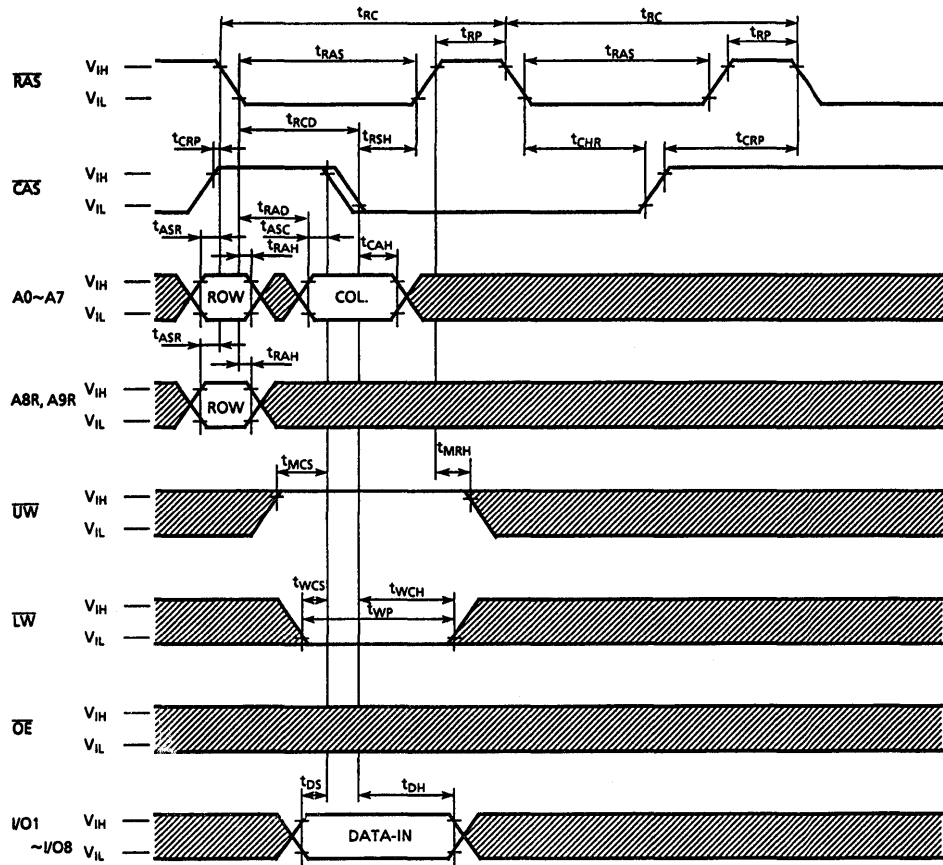 tRC tRC
tRP tRP
tRAS tRAS
RAS VIH
VIL
tRCD
tCRP tRSH tCHR tCRP
CAS VIH
VIL
tRAD
tASR tASC
tRAH tCAH
A0~A7 VIH
ROW COL.
VIL
tASR
tRAH
A8R, A9R VIH
ROW
VIL
tMCS tMRH
UW VIH
VIL
tWCS tWCH
tWP
LW VIH
VIL
OE VIH
VIL
tDS tDH
I/O1 VIH
DATA-IN
~I/O8 VIL